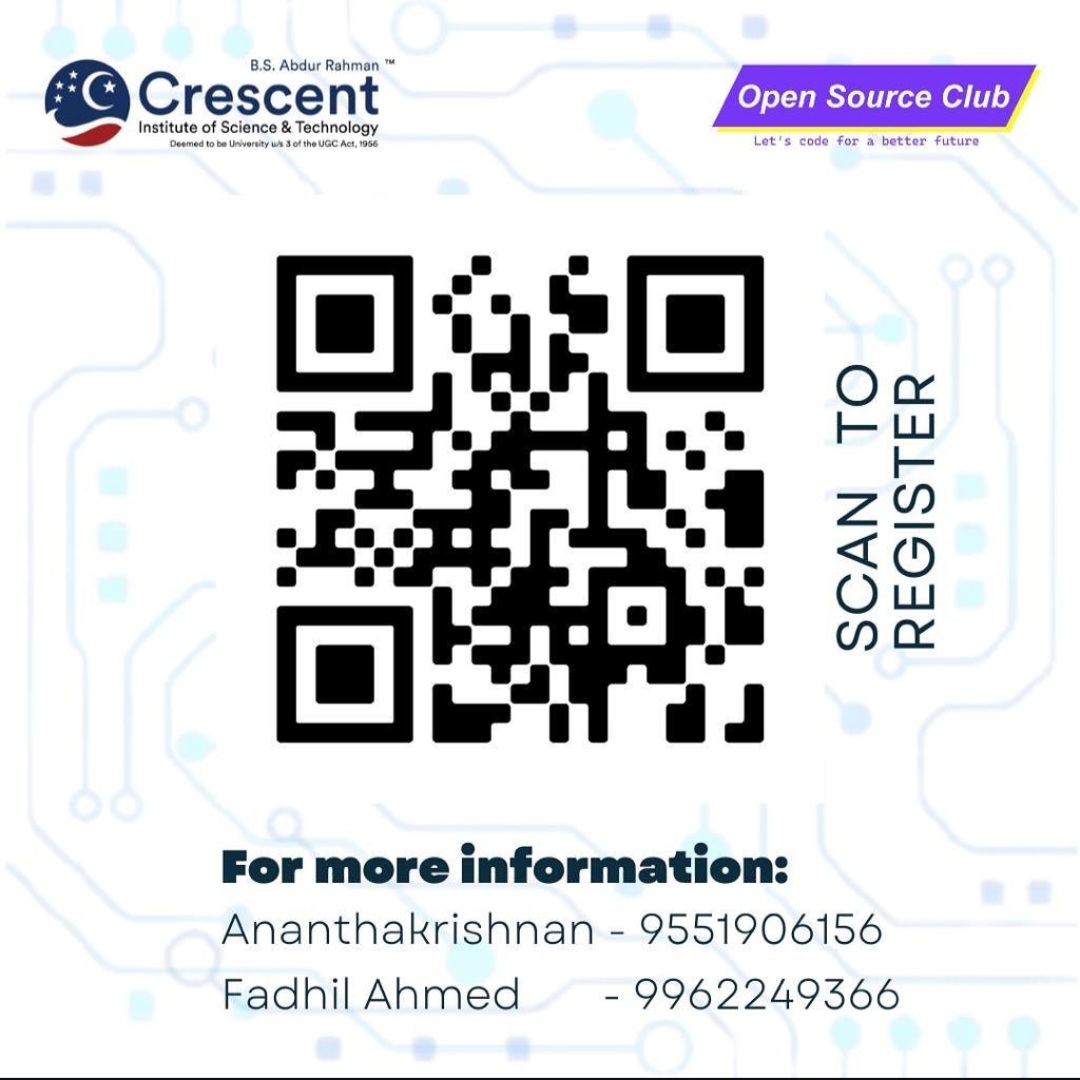 B.S. Abdur Rahman ™
Crescent
Institute of Science & Technology
Deemed to be University u/s 3 of the UGC Act, 1956
Open Source Club
Let's code for a better future
SCAN TO
REGISTER
For more information:
Ananthakrishnan - 9551906156
Fadhil Ahmed - 9962249366